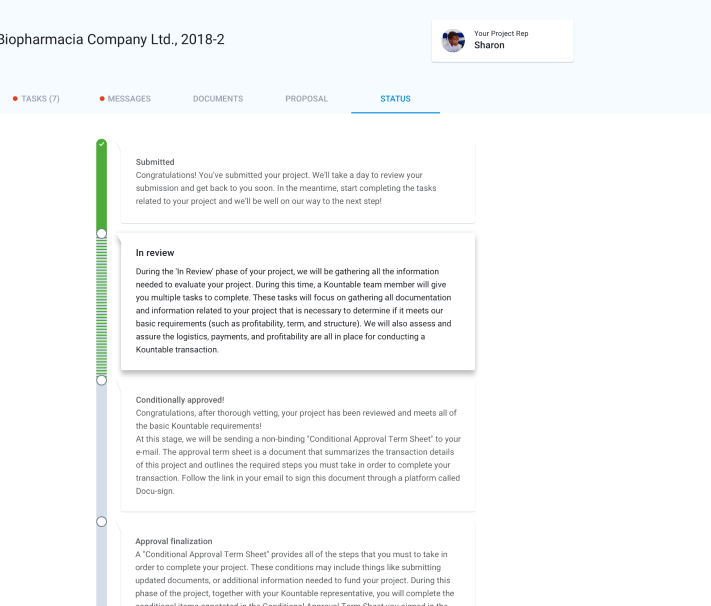 Biopharmacia Company Ltd., 2018-2
Your Project Rep
Sharon
TASKS (7)
MESSAGES
DOCUMENTS
PROPOSAL
STATUS
Submitted
Congratulations! You've submitted your project. We'll take a day to review your
submission and get back to you soon. In the meantime, start completing the tasks
related to your project and we'll be well on our way to the next step!
In review
During the 'In Review' phase of your project, we will be gathering all the information
needed to evaluate your project. During this time, a Kountable team member will give
you multiple tasks to complete. These tasks will focus on gathering all documentation
and information related to your project that is necessary to determine if it meets our
basic requirements (such as profitability, term, and structure). We will also assess and
assure the logistics, payments, and profitability are all in place for conducting a
Kountable transaction.
Conditionally approved!
Congratulations, after thorough vetting, your project has been reviewed and meets all of
the basic Kountable requirements!
At this stage, we will be sending a non-binding "Conditional Approval Term Sheet" to your
e-mail. The approval term sheet is a document that summarizes the transaction details
of this project and outlines the required steps you must take in order to complete your
transaction. Follow the link in your email to sign this document through a platform called
Docu-sign.
Approval finalization
A "Conditional Approval Term Sheet" provides all of the steps that you must to take in
order to complete your project. These conditions may include things like submitting
updated documents, or additional information needed to fund your project. During this
phase of the project, together with your Kountable representative, you will complete the
conditional items annotated in the Conditional Approval Term Sheet you signed in the